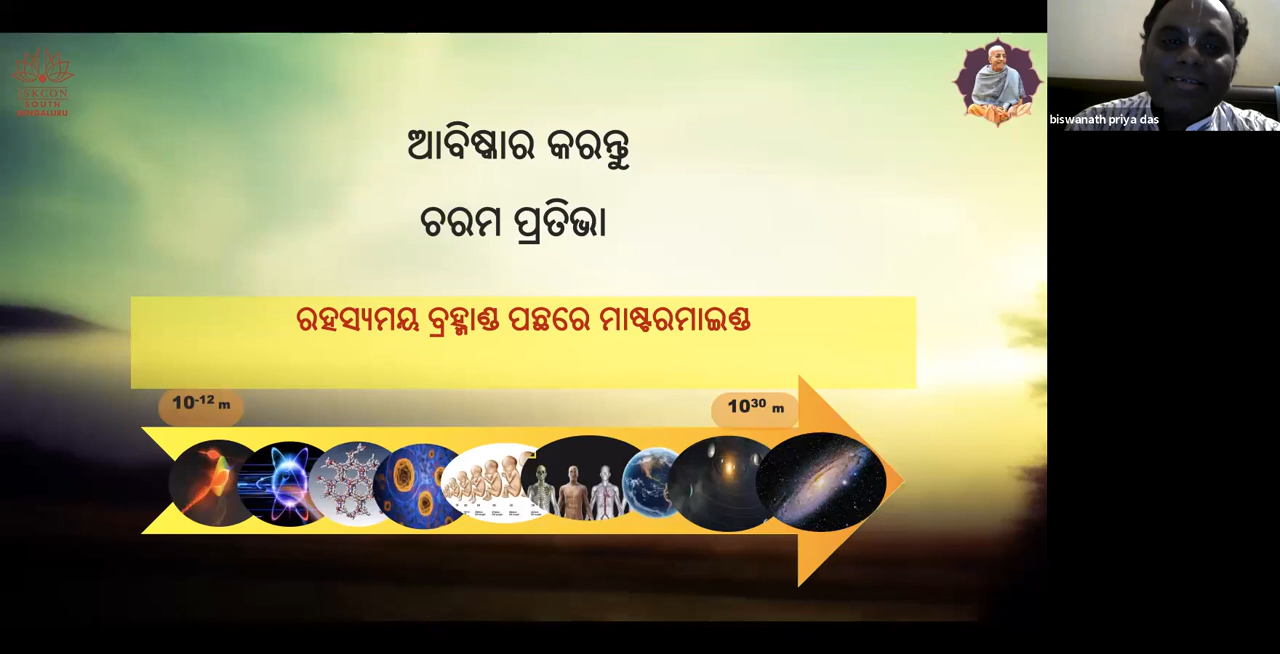 ISKCON
SOUTH
BENGALURU
biswanath priya das
ଆବିଷ୍କାର କରନ୍ତୁ
ଚରମ ପ୍ରତିଭା
ରହସ୍ୟମୟ ବ୍ରହ୍ମାଣ୍ଡ ପଛରେ ମାଷ୍ଟରମାଇଣ୍ଡ
10⁻¹² m
10³⁰ m